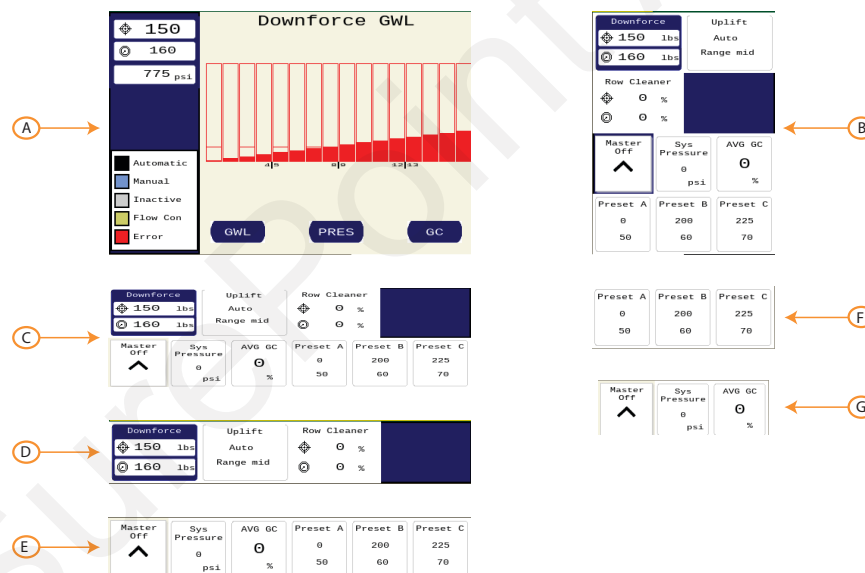 A
150
160
775 psi
Automatic
Manual
Inactive
Flow Con
Error
Downforce GWL
4|5 8|9 12|13
GWL PRES GC
B
Downforce Uplift
150 lbs Auto
160 lbs Range mid
Row Cleaner
0 %
0 %
Master Off Sys Pressure AVG GC
0 psi 0 %
Preset A Preset B Preset C
0 200 225
50 60 70
C
Downforce Uplift Row Cleaner
150 lbs Auto 0 %
160 lbs Range mid 0 %
Master Off Sys Pressure AVG GC Preset A Preset B Preset C
0 psi 0 % 0 200 225
50 60 70
F
Preset A Preset B Preset C
0 200 225
50 60 70
D
Downforce Uplift Row Cleaner
150 lbs Auto 0 %
160 lbs Range mid 0 %
G
Master Off Sys Pressure AVG GC
0 psi 0 %
E
Master Off Sys Pressure AVG GC Preset A Preset B Preset C
0 psi 0 % 0 200 225
50 60 70
SurePoint